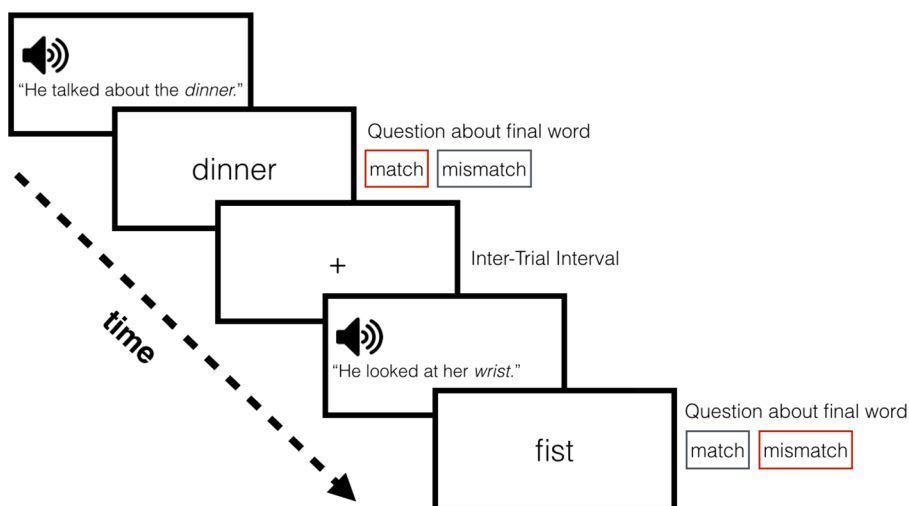 “He talked about the dinner.”
Question about final word
dinner
match
mismatch
+
Inter-Trial Interval
time
“He looked at her wrist.”
Question about final word
fist
match
mismatch